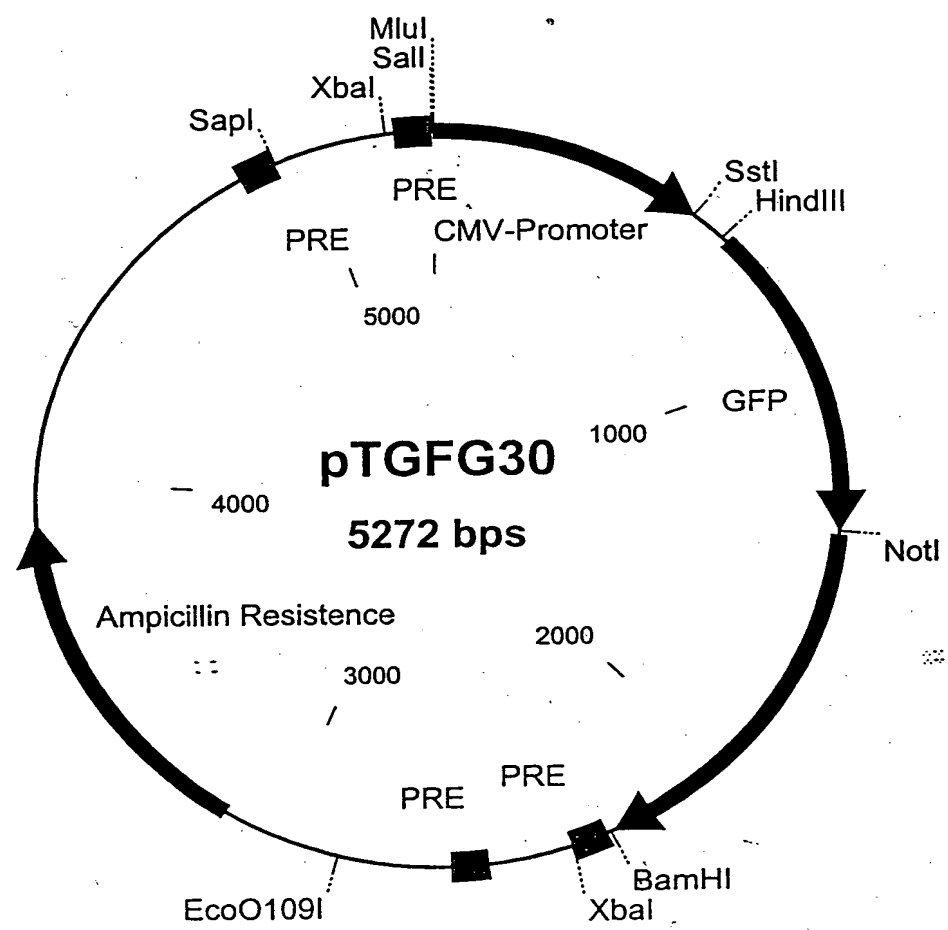 MluI
SalI
XbaI
SapI
SstI
HindIII
PRE
CMV-Promoter
PRE
5000
GFP
1000
pTGFG30
4000
5272 bps
NotI
Ampicillin Resistence
2000
3000
PRE
PRE
BamHI
EcoO109I
XbaI